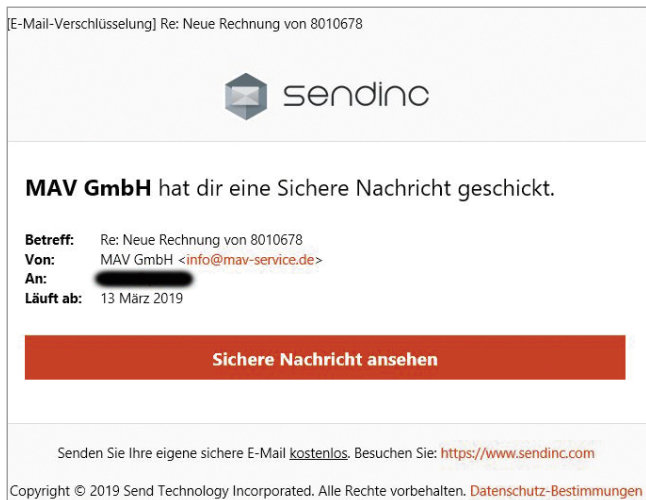 [E-Mail-Verschlüsselung] Re: Neue Rechnung von 8010678
sendinc
MAV GmbH hat dir eine Sichere Nachricht geschickt.
Betreff: Re: Neue Rechnung von 8010678
Von: MAV GmbH <info@mav-service.de>
An:
Läuft ab: 13 März 2019
Sichere Nachricht ansehen
Senden Sie Ihre eigene sichere E-Mail kostenlos. Besuchen Sie: https://www.sendinc.com
Copyright © 2019 Send Technology Incorporated. Alle Rechte vorbehalten. Datenschutz-Bestimmungen